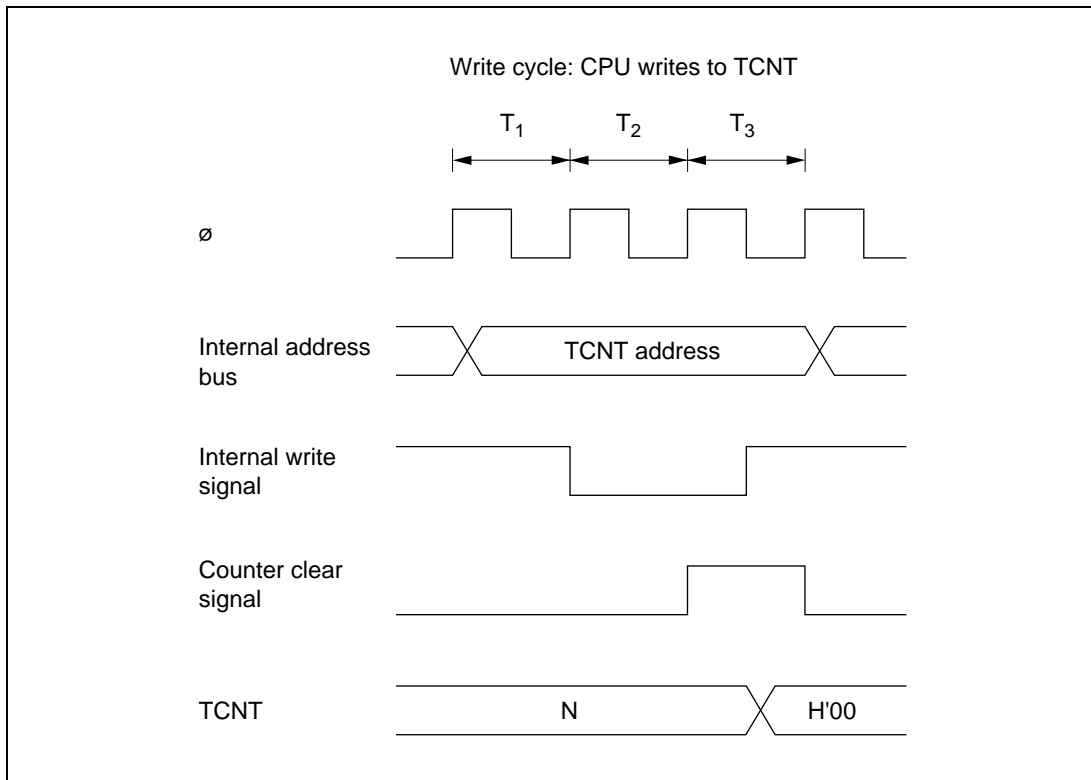 Write cycle: CPU writes to TCNT
T1 T2 T3
ø
Internal address
bus
TCNT address
Internal write
signal
Counter clear
signal
TCNT
N
H'00